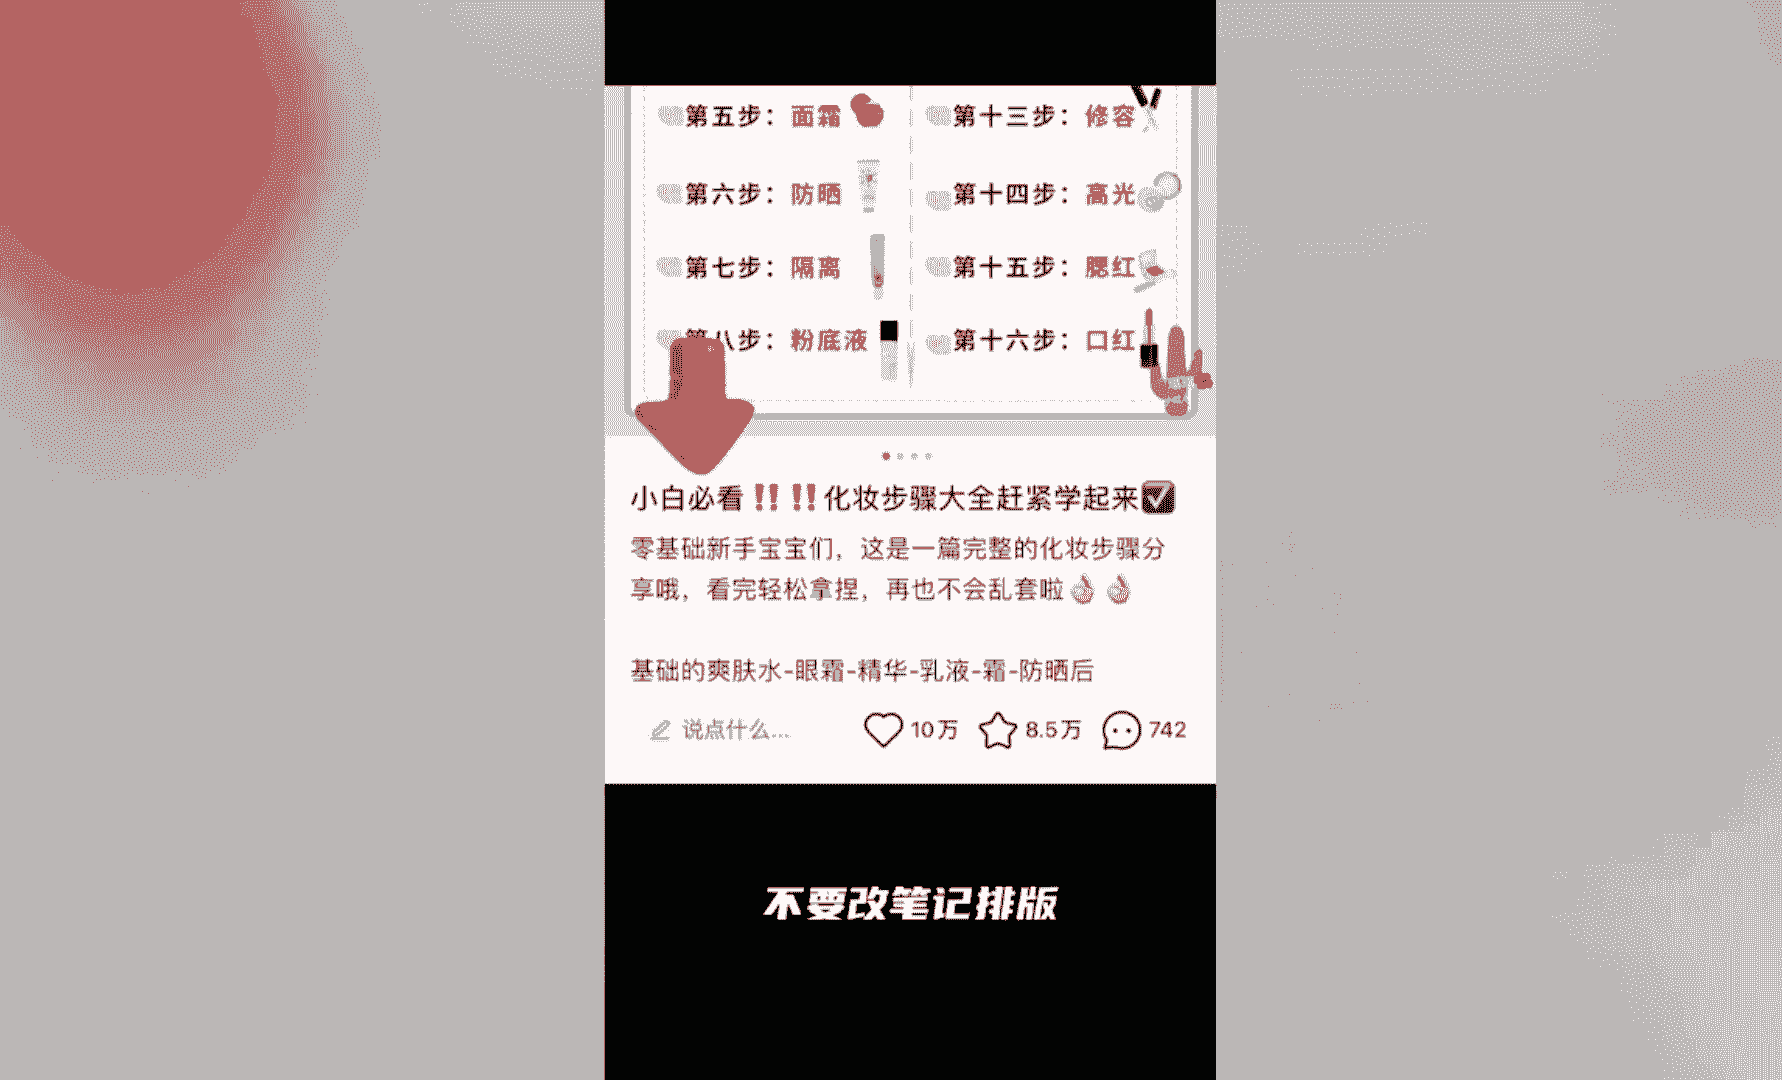 第五步：面霜
第六步：防晒
第七步：隔离
第八步：粉底液
第十三步：修容
第十四步：高光
第十五步：腮红
第十六步：口红
小白必看‼️‼️化妆步骤大全赶紧学起来☑️
零基础新手宝宝们，这是一篇完整的化妆步骤分
享哦，看完轻松拿捏，再也不会乱套啦👌👌
基础的爽肤水-眼霜-精华-乳液-霜-防晒后
说点什么...
10万
8.5万
742
不要改笔记排版